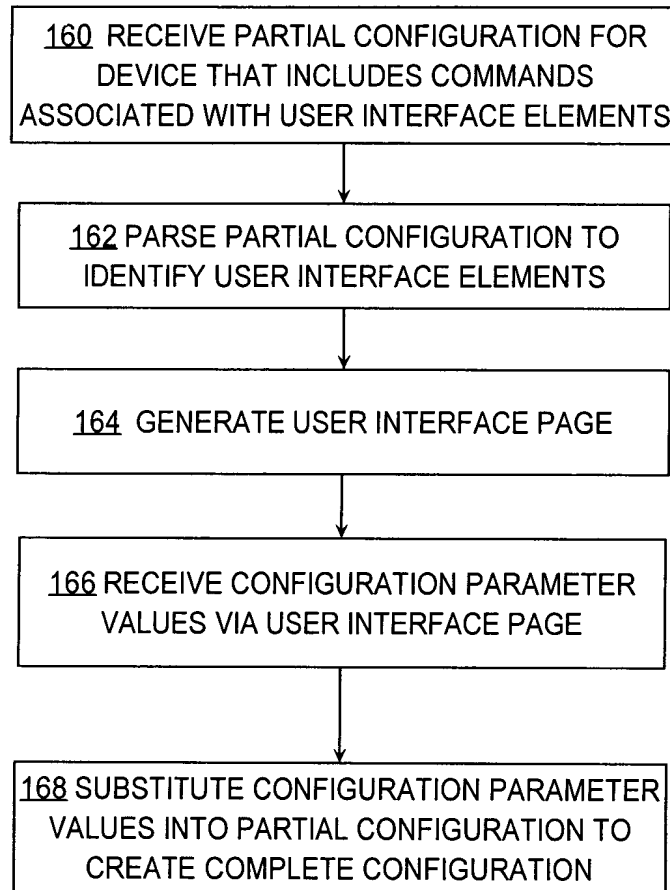 160 RECEIVE PARTIAL CONFIGURATION FOR
DEVICE THAT INCLUDES COMMANDS
ASSOCIATED WITH USER INTERFACE ELEMENTS
162 PARSE PARTIAL CONFIGURATION TO
IDENTIFY USER INTERFACE ELEMENTS
164 GENERATE USER INTERFACE PAGE
166 RECEIVE CONFIGURATION PARAMETER
VALUES VIA USER INTERFACE PAGE
168 SUBSTITUTE CONFIGURATION PARAMETER
VALUES INTO PARTIAL CONFIGURATION TO
CREATE COMPLETE CONFIGURATION